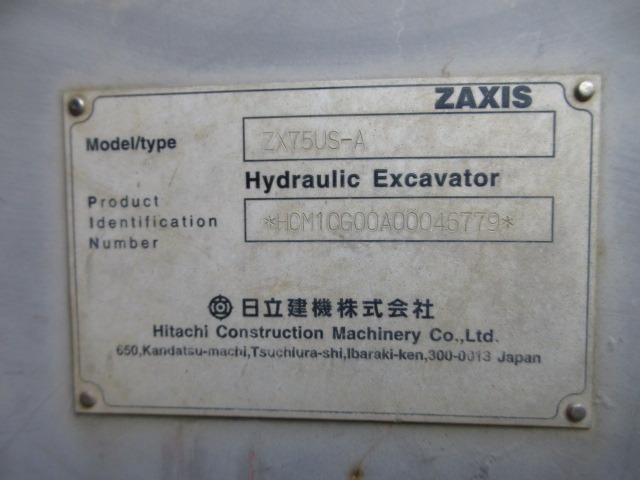 ZAXIS
Model/type ZX75US-A
Hydraulic Excavator
Product
Identification
Number
*HCM1QG00A00046779*
日立建機株式会社
Hitachi Construction Machinery Co.,Ltd.
650,Kandatsu-machi,Tsuchiura-shi,Ibaraki-ken,300-0013 Japan